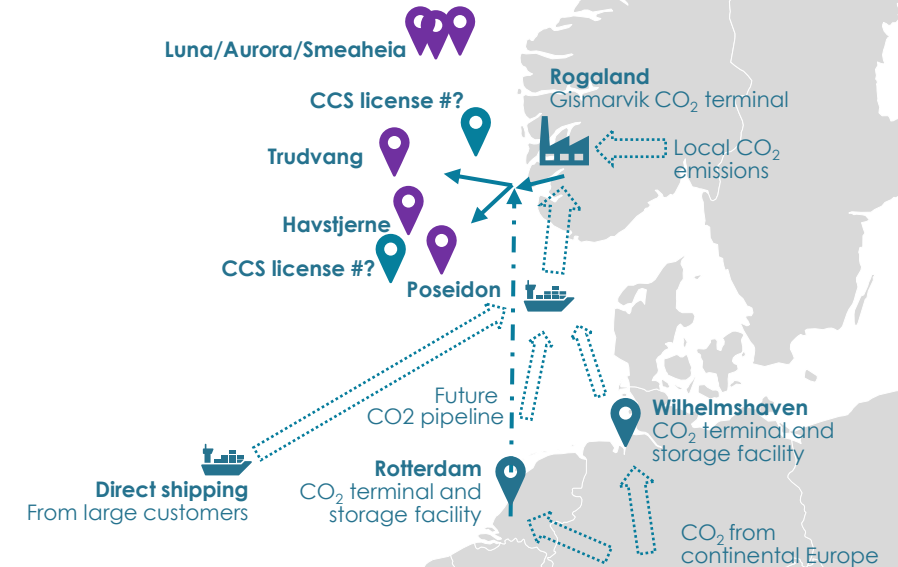 Luna/Aurora/Smeaheia
Rogaland
Gismarvik CO₂ terminal
CCS license #?
Trudvang
Local CO₂
emissions
Havstjerne
CCS license #?
Poseidon
Future
CO2 pipeline
Wilhelmshaven
CO₂ terminal and
storage facility
Rotterdam
CO₂ terminal and
storage facility
Direct shipping
From large customers
CO₂ from
continental Europe